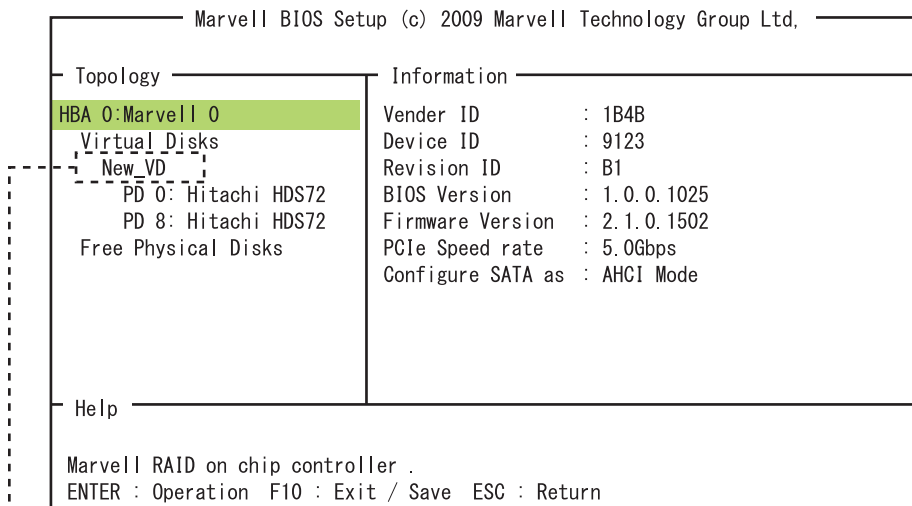 Marvell BIOS Setup (c) 2009 Marvell Technology Group Ltd,
Topology
HBA 0:Marvell 0
Virtual Disks
New_VD
PD 0: Hitachi HDS72
PD 8: Hitachi HDS72
Free Physical Disks
Information
Vender ID : 1B4B
Device ID : 9123
Revision ID : B1
BIOS Version : 1.0.0.1025
Firmware Version : 2.1.0.1502
PCIe Speed rate : 5.0Gbps
Configure SATA as : AHCI Mode
Help
Marvell RAID on chip controller .
ENTER : Operation F10 : Exit / Save ESC : Return